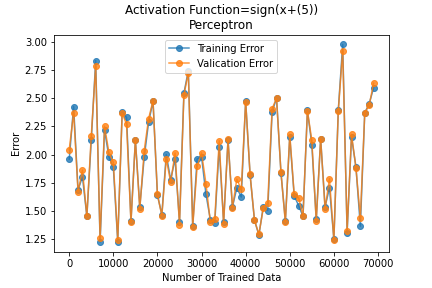 Activation Function=sign(x+(5))
Perceptron
Training Error
Valication Error
3.00
2.75
2.50
2.25
2.00
1.75
1.50
1.25
Error
0
10000
20000
30000
40000
50000
60000
70000
Number of Trained Data